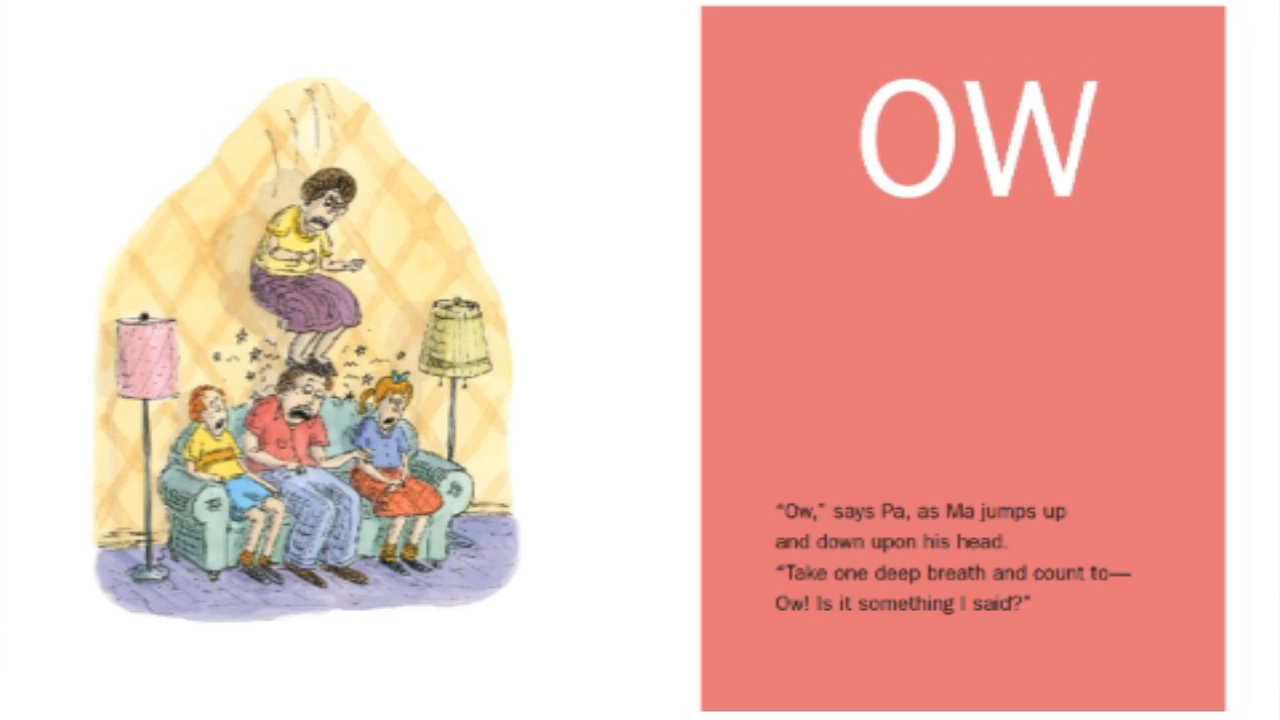 OW
“Ow,” says Pa, as Ma jumps up
and down upon his head.
“Take one deep breath and count to—
Ow! Is it something I said?”